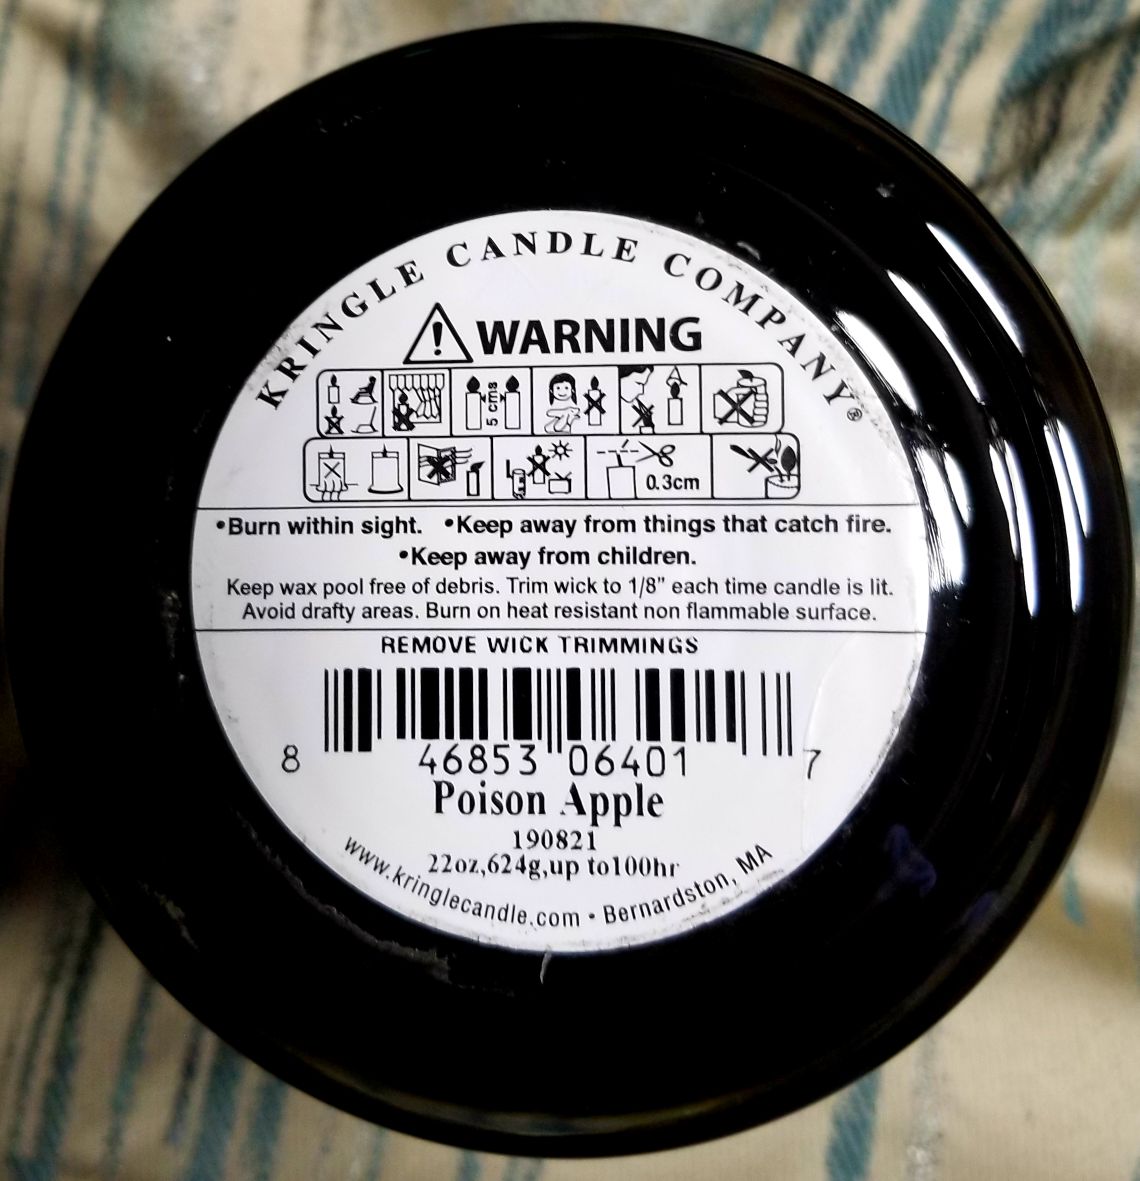 KRINGLE CANDLE COMPANY®
WARNING
5 cms
0.3cm
•Burn within sight. •Keep away from things that catch fire.
•Keep away from children.
Keep wax pool free of debris. Trim wick to 1/8” each time candle is lit.
Avoid drafty areas. Burn on heat resistant non flammable surface.
REMOVE WICK TRIMMINGS
8 46853 06401 7
Poison Apple
190821
22oz,624g,up to100hr
www.kringlecandle.com • Bernardston, MA